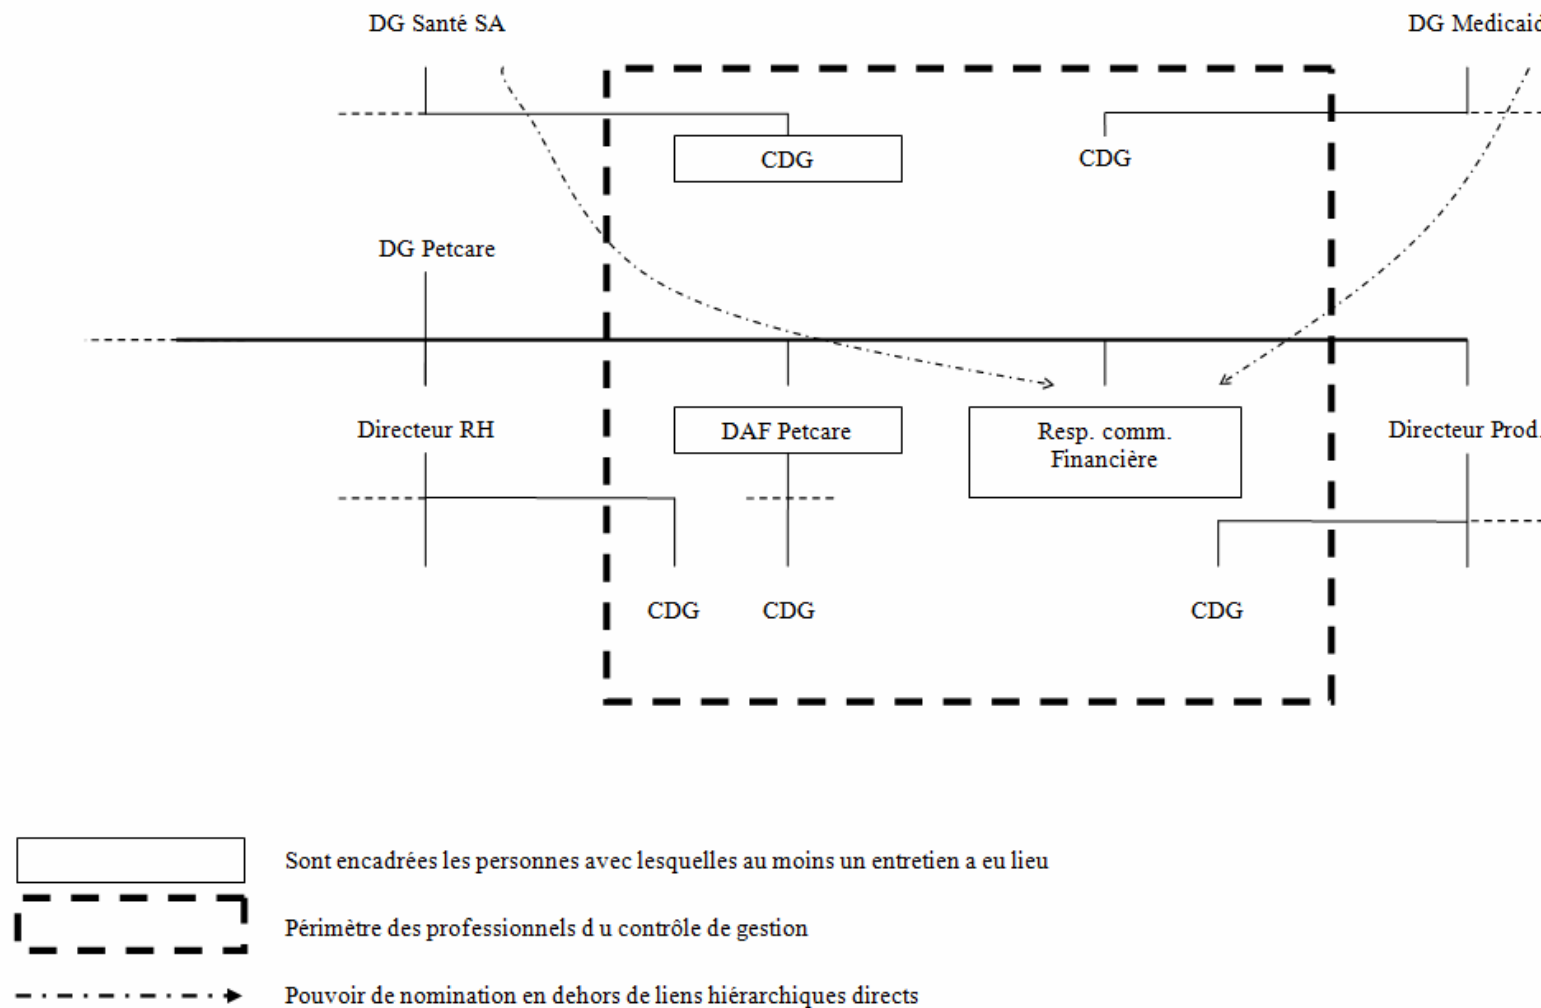 DG Santé SA
DG Medicaid
CDG
CDG
DG Petcare
Directeur RH
DAF Petcare
Resp. comm.
Financière
Directeur Prod.
CDG
CDG
CDG
Sont encadrées les personnes avec lesquelles au moins un entretien a eu lieu
Périmètre des professionnels d u contrôle de gestion
Pouvoir de nomination en dehors de liens hiérarchiques directs